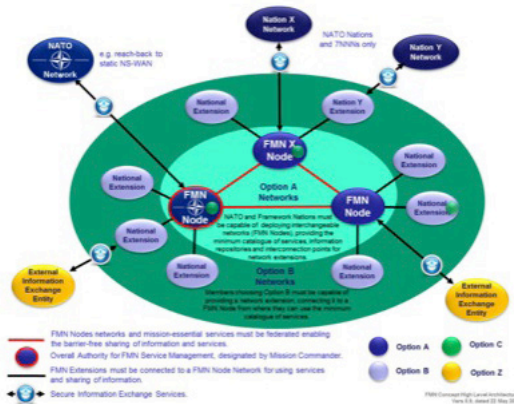 Nation X
Network
NATO
Network
e.g. reach-back to
static NS-WAN
NATO Nations
and 7NNNs only
Nation Y
Network
National
Extension
Nation Y
Extension
FMN X
Node
National
Extension
National
Extension
Option A
Networks
FMN
Node
FMN
Node
National
Extension
NATO and Framework Nations must
be capable of deploying interchangeable
networks (FMN Nodes), providing the
minimum catalogue of services, information
repositories and interconnection points for
network extensions
National
Extension
National
Extension
Option B
Networks
National
Extension
Members choosing Option B must be capable of
providing a network extension, connecting it to a
FMN Node from where they can use the minimum
catalogue of services.
External
Information
Exchange
Entity
External
Information
Exchange
Entity
FMN Nodes networks and mission-essential services must be federated enabling
the barrier-free sharing of information and services.
Overall Authority for FMN Service Management, designated by Mission Commander.
FMN Extensions must be connected to a FMN Node Network for using services
and sharing of information.
Secure Information Exchange Services.
Option A
Option C
Option B
Option Z
FMN Concept High Level Architecture